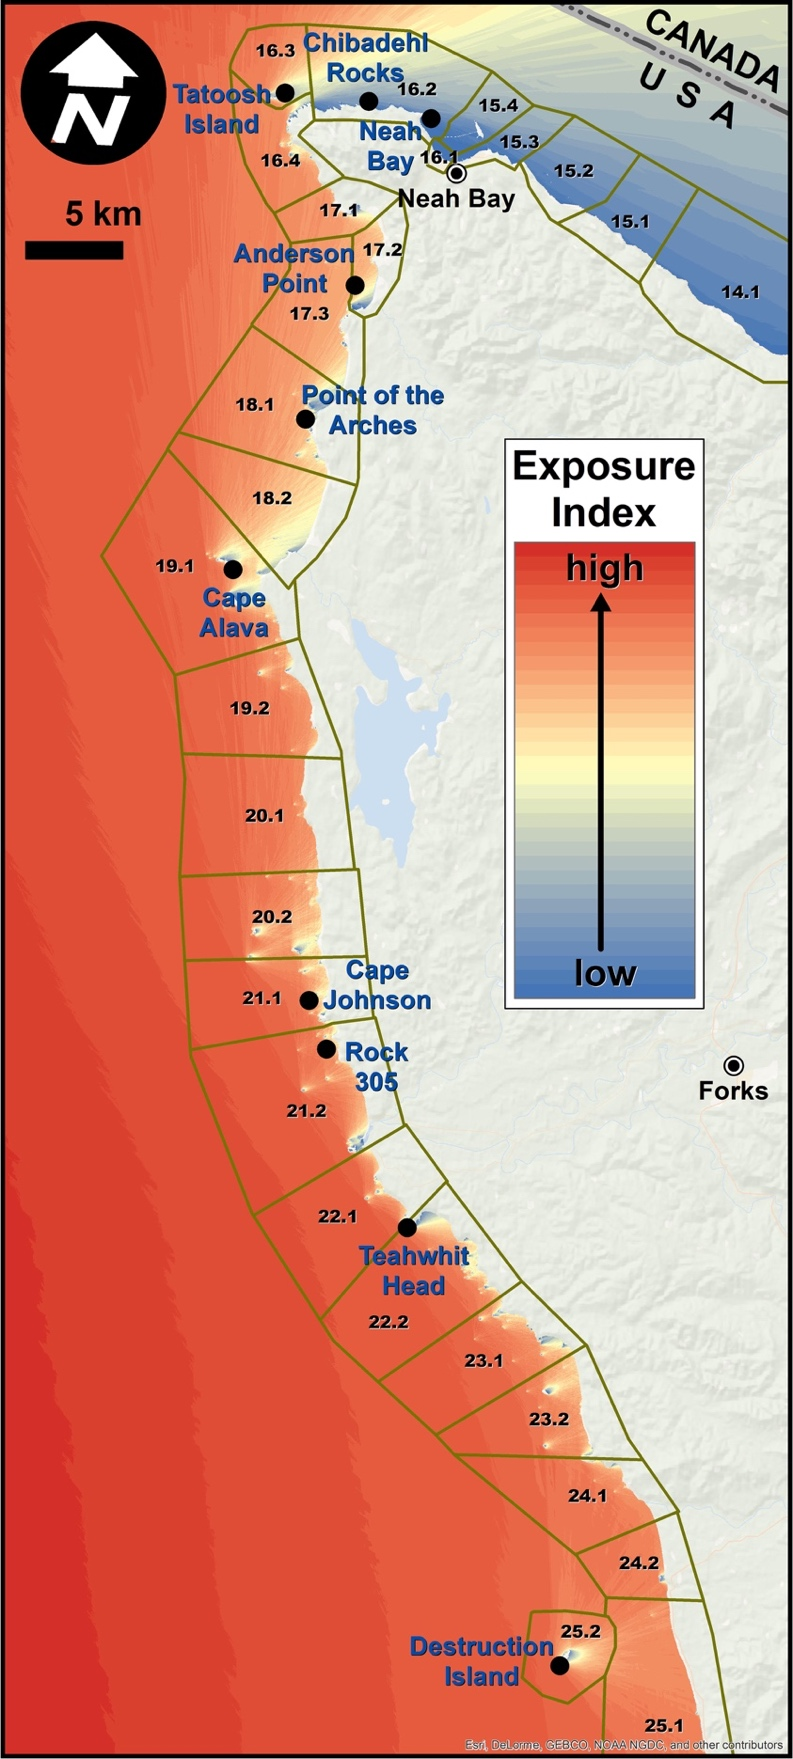 CANADA
U S A
N
5 km
16.3
Chibadehl
Rocks
16.2
Tatoosh
Island
15.4
Neah
Bay
15.3
16.1
16.4
15.2
Neah Bay
17.1
15.1
Anderson
Point
17.2
14.1
17.3
18.1
Point of the
Arches
Exposure
Index
high
low
18.2
19.1
Cape
Alava
19.2
20.1
20.2
21.1
Cape
Johnson
Rock
305
Forks
21.2
22.1
Teahwhit
Head
22.2
23.1
23.2
24.1
24.2
25.2
Destruction
Island
25.1
Esri, DeLorme, GEBCO, NOAA NGDC, and other contributors